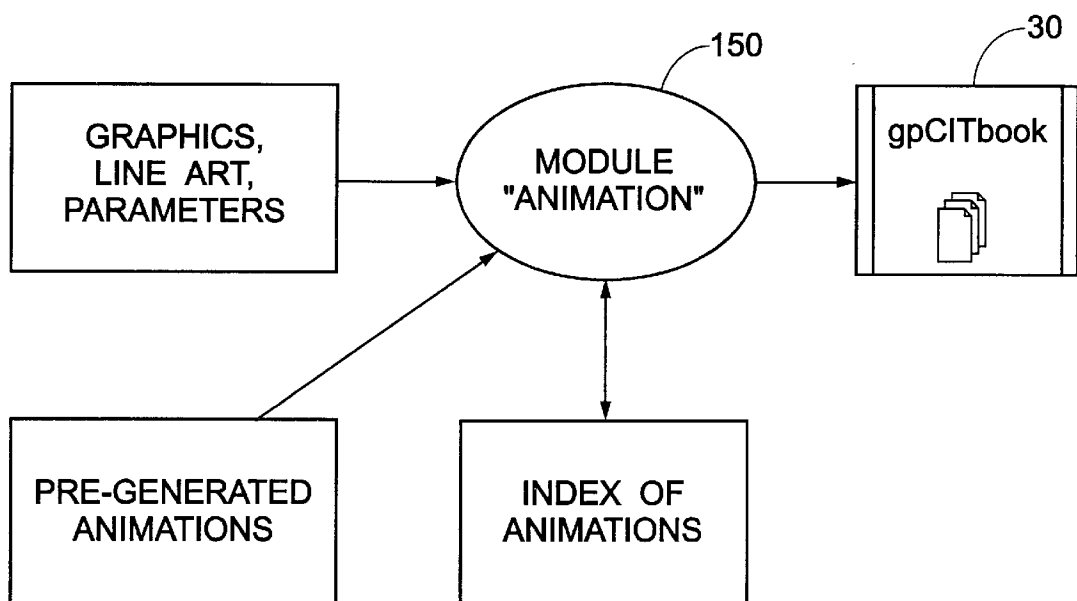 150
30
GRAPHICS,
LINE ART,
PARAMETERS
MODULE
"ANIMATION"
gpCITbook
PRE-GENERATED
ANIMATIONS
INDEX OF
ANIMATIONS